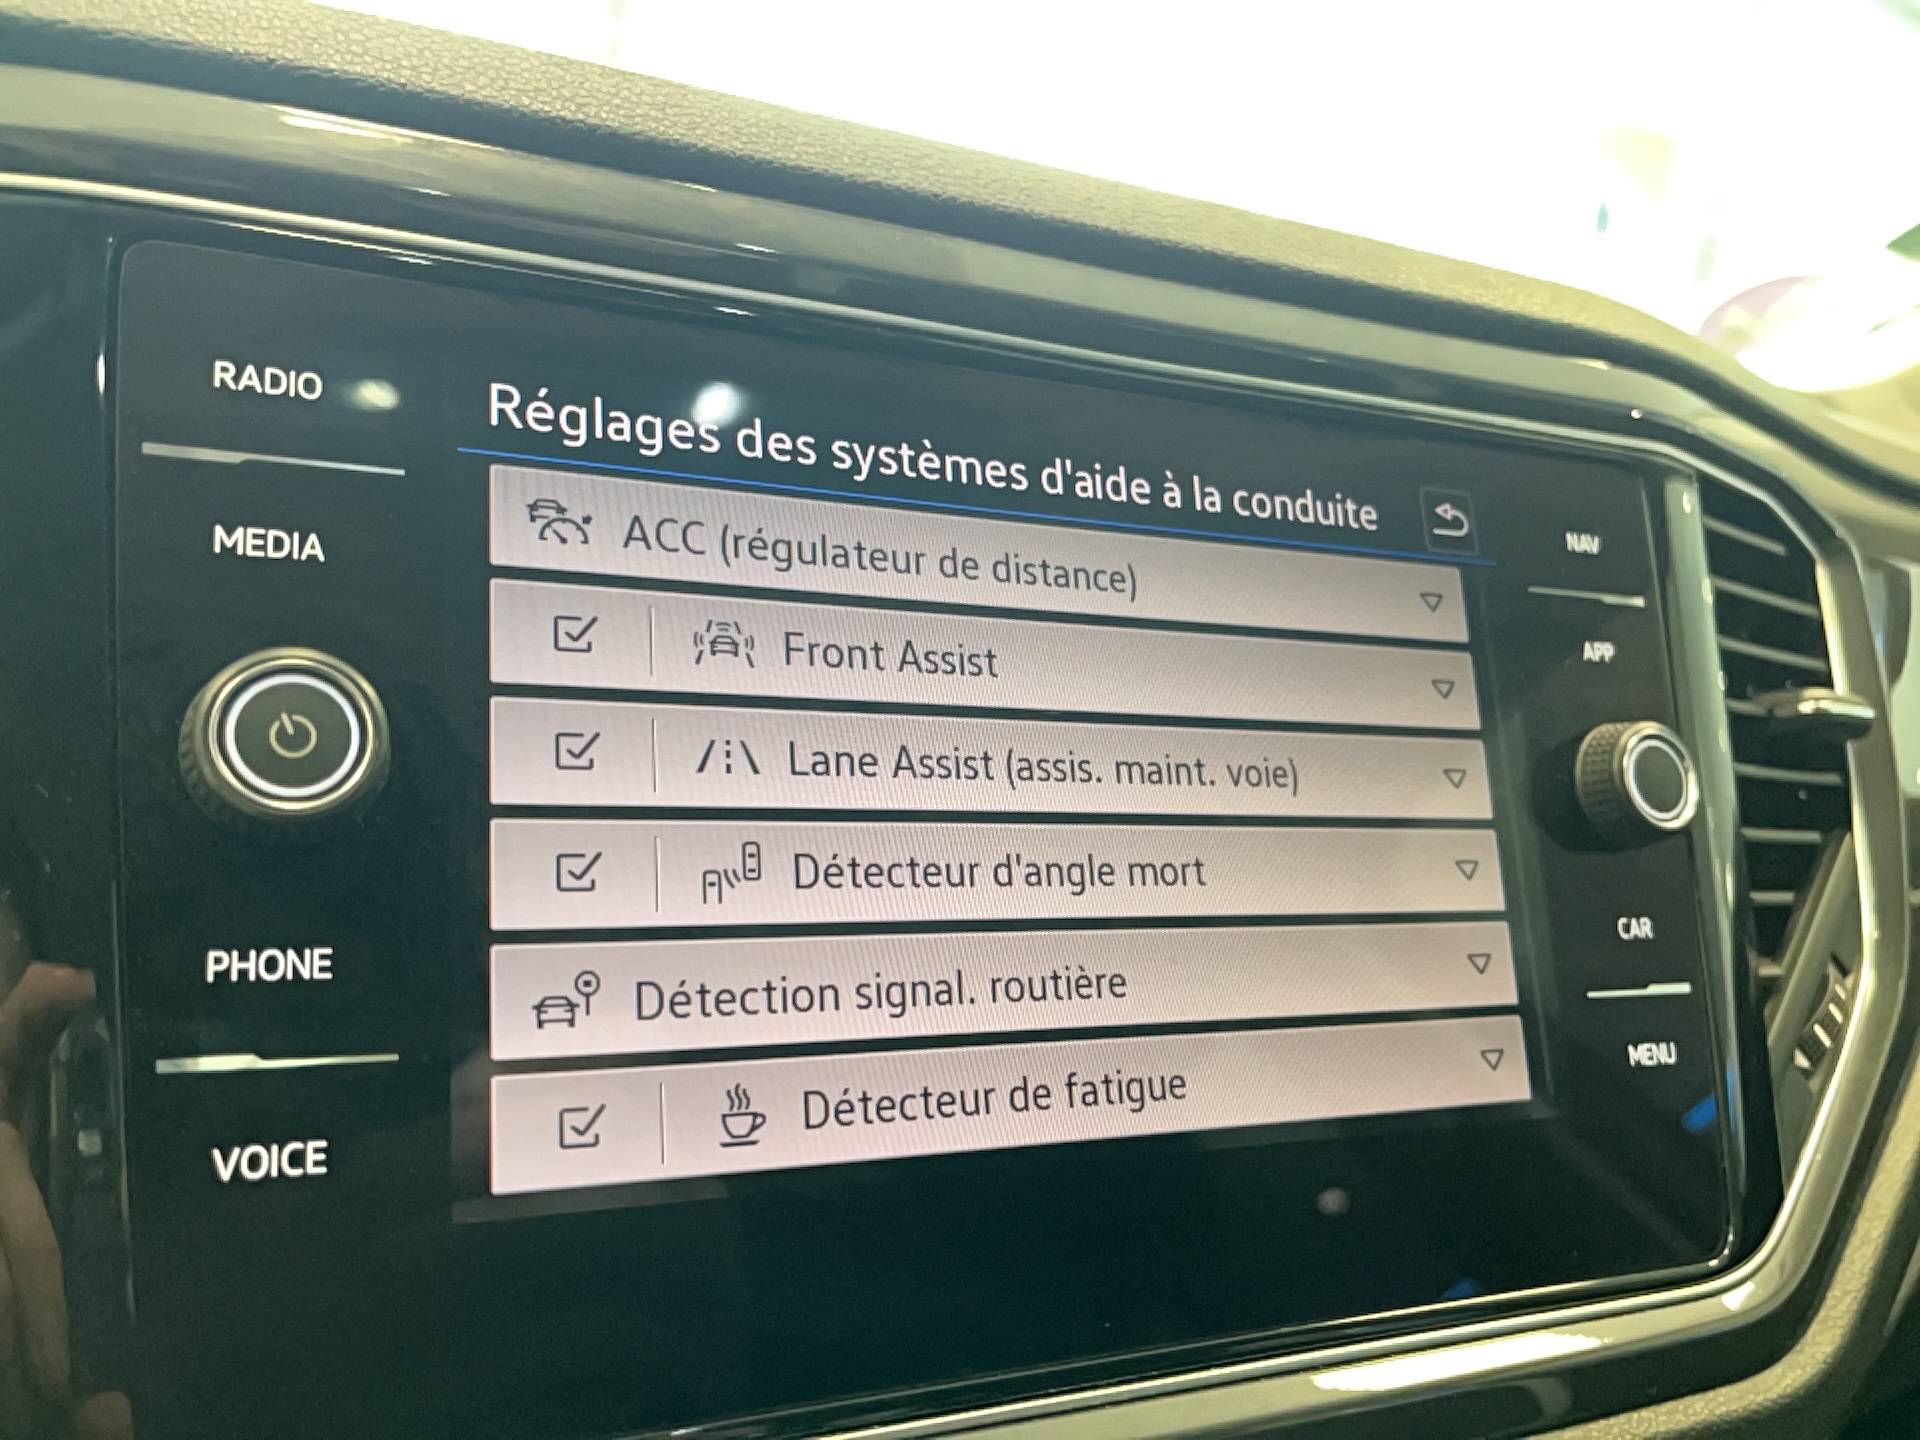 RADIO
MEDIA
PHONE
VOICE
Réglages des systèmes d'aide à la conduite
ACC (régulateur de distance)
Front Assist
Lane Assist (assis. maint. voie)
Détecteur d'angle mort
Détection signal. routière
Détecteur de fatigue
NAV
APP
CAR
MENU